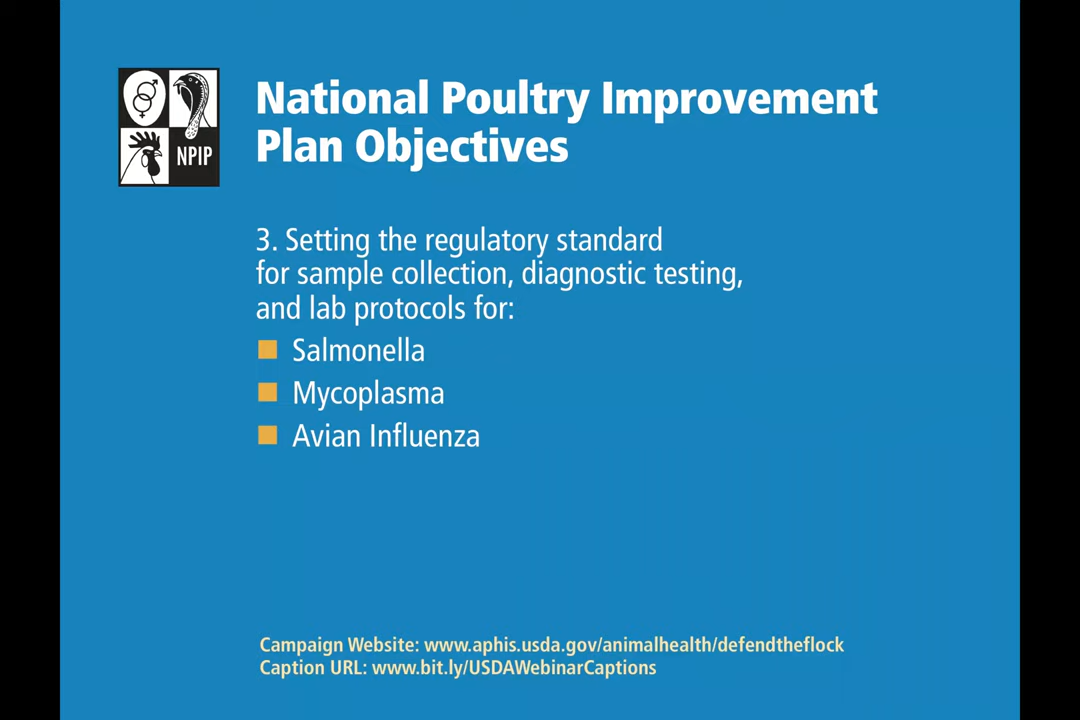 NPIP
National Poultry Improvement
Plan Objectives
3. Setting the regulatory standard
for sample collection, diagnostic testing,
and lab protocols for:
Salmonella
Mycoplasma
Avian Influenza
Campaign Website: www.aphis.usda.gov/animalhealth/defendtheflock
Caption URL: www.bit.ly/USDAWebinarCaptions